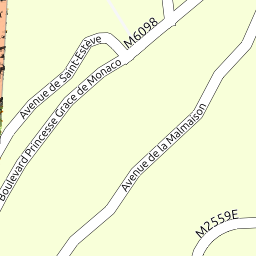 M6098
Avenue de Saint-Estève
Boulevard Princesse Grace de Monaco
Avenue de la Malmaison
M2559E